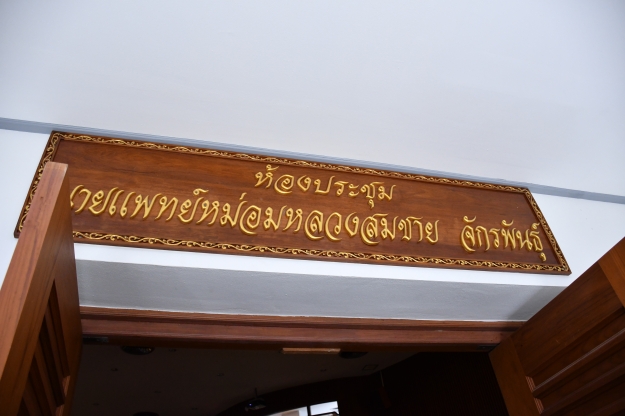 ห้องประชุม
นายแพทย์หม่อมหลวงสมชาย จักรพันธุ์